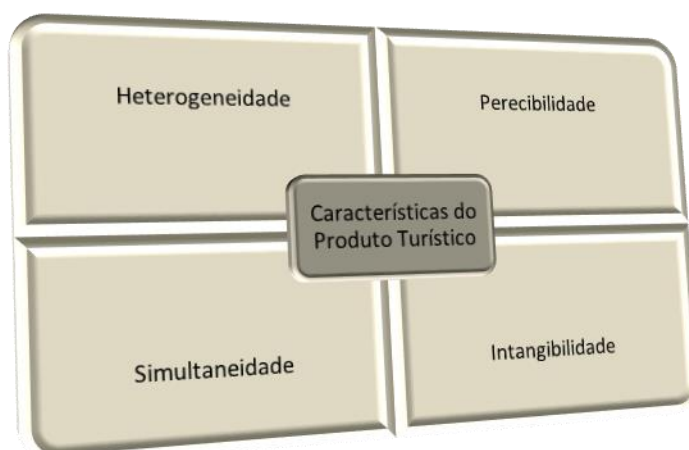 Heterogeneidade
Perecibilidade
Características do
Produto Turístico
Simultaneidade
Intangibilidade